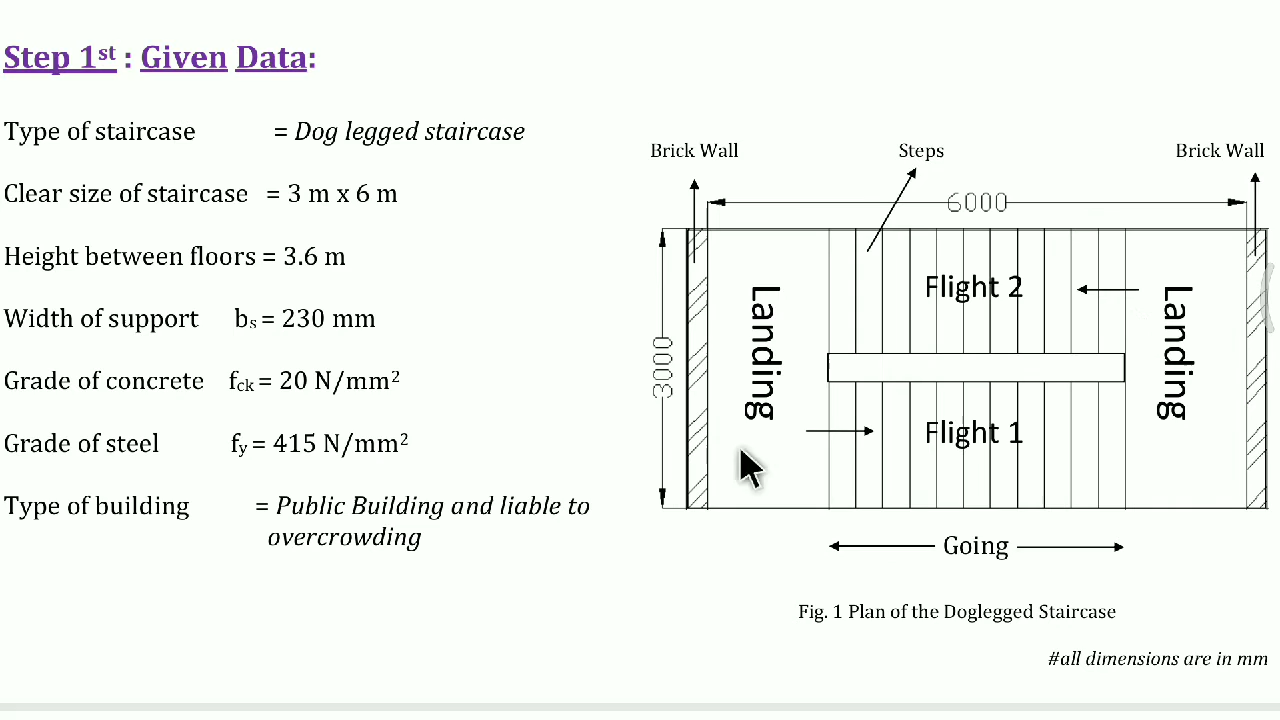 Step 1st : Given Data:
Type of staircase = Dog legged staircase
Clear size of staircase = 3 m x 6 m
Height between floors = 3.6 m
Width of support bs = 230 mm
Grade of concrete fck = 20 N/mm2
Grade of steel fy = 415 N/mm2
Type of building = Public Building and liable to
overcrowding
Brick Wall
Steps
Brick Wall
6000
3000
Landing
Flight 2
Landing
Flight 1
Going
Fig. 1 Plan of the Doglegged Staircase
#all dimensions are in mm